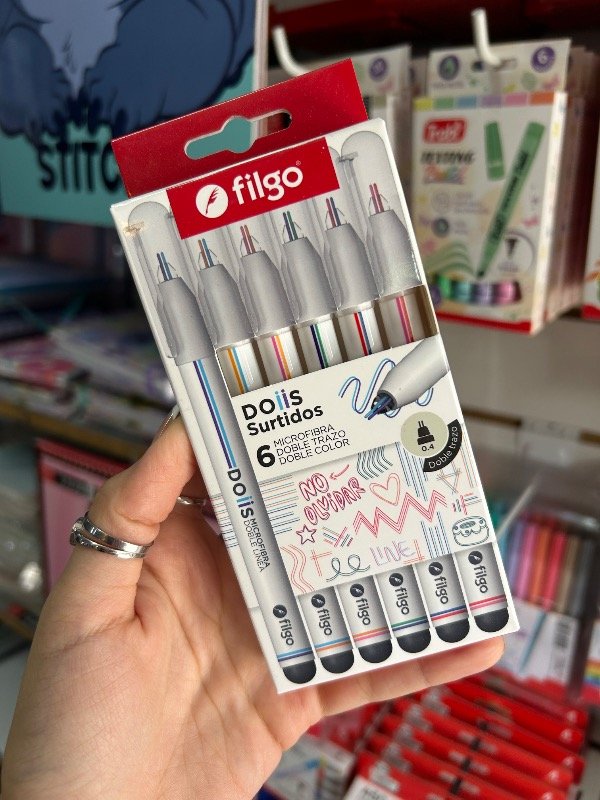 STITC
filgo
DOiiS
Surtidos
6 MICROFIBRA
DOBLE TRAZO
DOBLE COLOR
0.4
Doble trazo
NO
OLVIDAR
LINE
DOiiS
MICROFIBRA
DOBLE LÍNEA
filgo
filgo
filgo
filgo
filgo
filgo